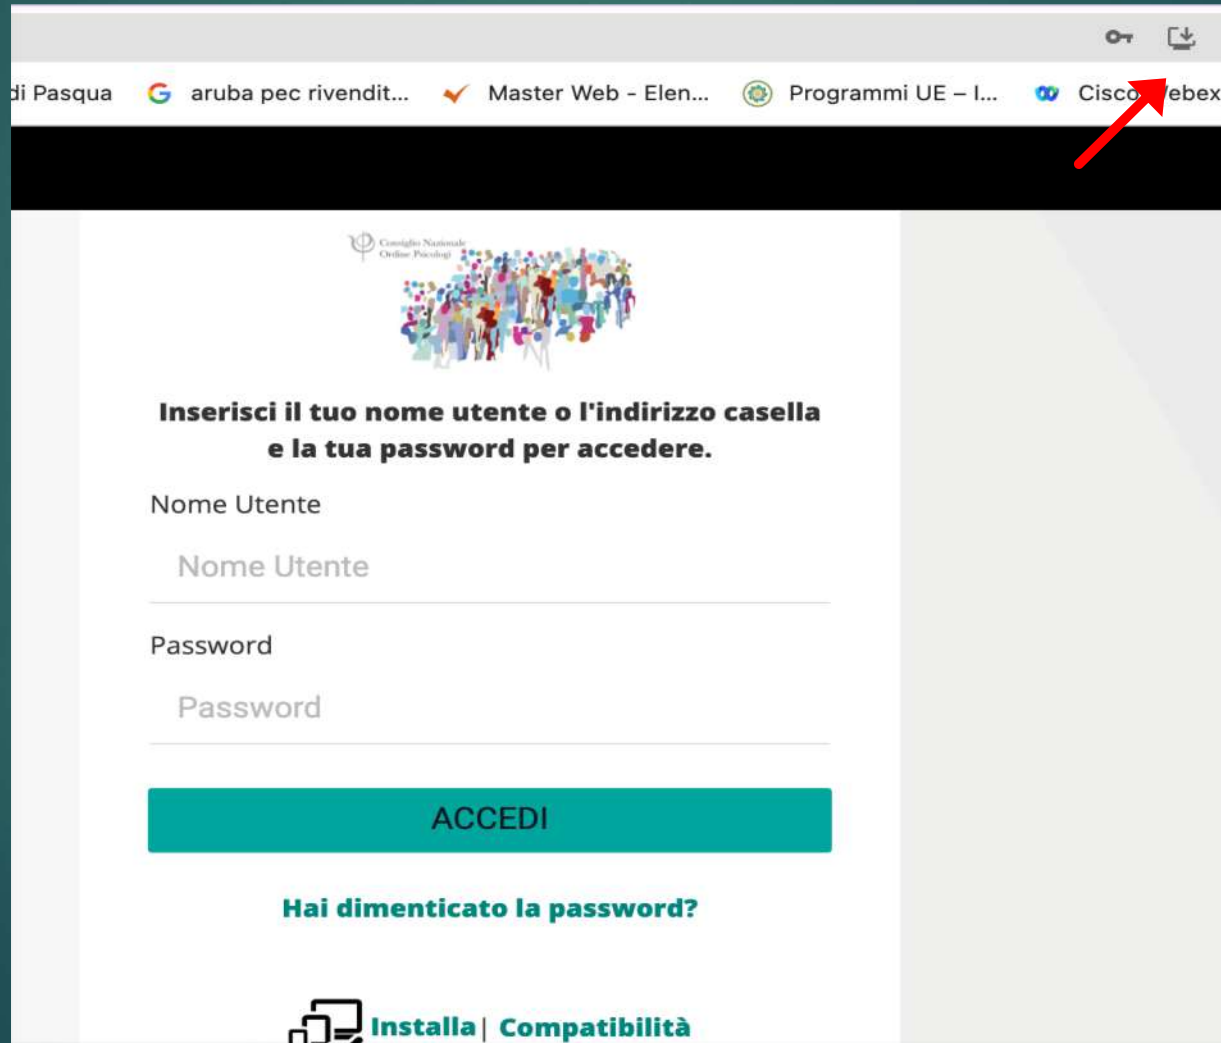 di Pasqua aruba pec rivendit... Master Web - Elen... Programmi UE – I... Cisco Webex
Consiglio Nazionale
Ordine Psicologi
Inserisci il tuo nome utente o l'indirizzo casella
e la tua password per accedere.
Nome Utente
Nome Utente
Password
Password
ACCEDI
Hai dimenticato la password?
Installa| Compatibilità